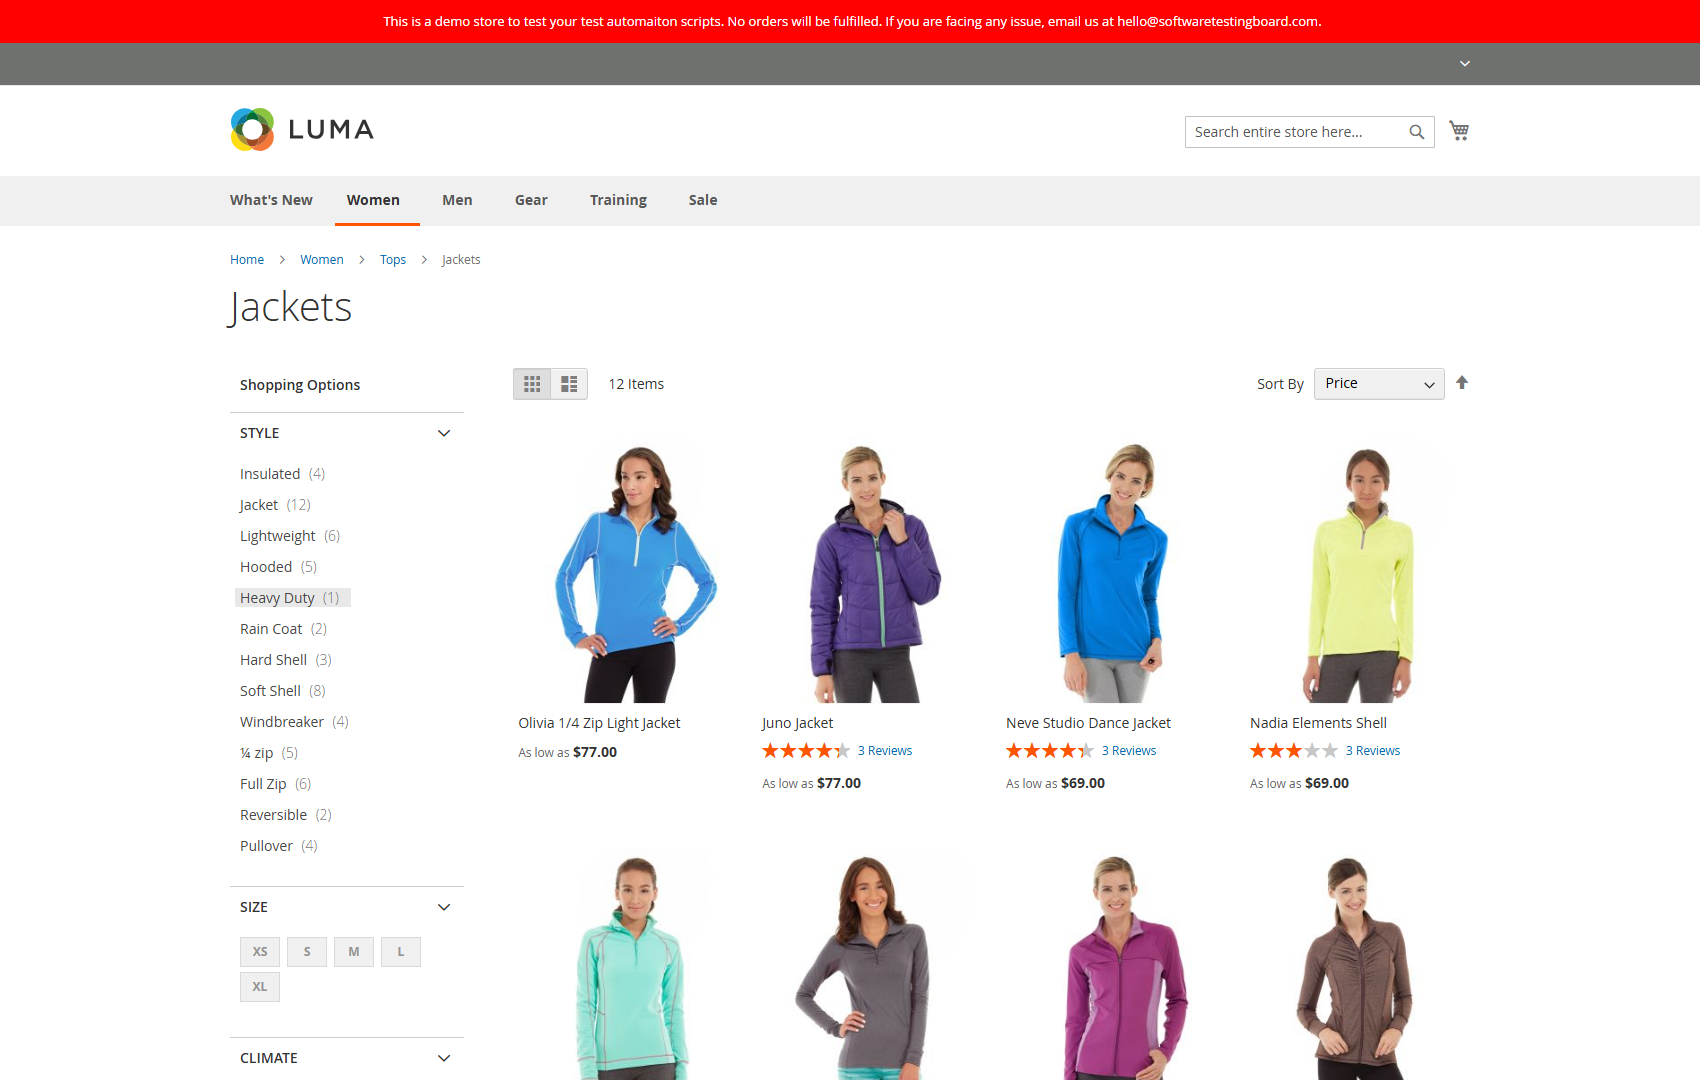 This is a demo store to test your test automaiton scripts. No orders will be fulfilled. If you are facing any issue, email us at hello@softwaretestingboard.com.
LUMA
Search entire store here...
What's New Women Men Gear Training Sale
Home > Women > Tops > Jackets
Jackets
Shopping Options
12 Items
Sort By Price
STYLE
Insulated (4)
Jacket (12)
Lightweight (6)
Hooded (5)
Heavy Duty (1)
Rain Coat (2)
Hard Shell (3)
Soft Shell (8)
Windbreaker (4)
¼ zip (5)
Full Zip (6)
Reversible (2)
Pullover (4)
SIZE
XS S M L
XL
CLIMATE
Olivia 1/4 Zip Light Jacket
As low as $77.00
Juno Jacket
3 Reviews
As low as $77.00
Neve Studio Dance Jacket
3 Reviews
As low as $69.00
Nadia Elements Shell
3 Reviews
As low as $69.00